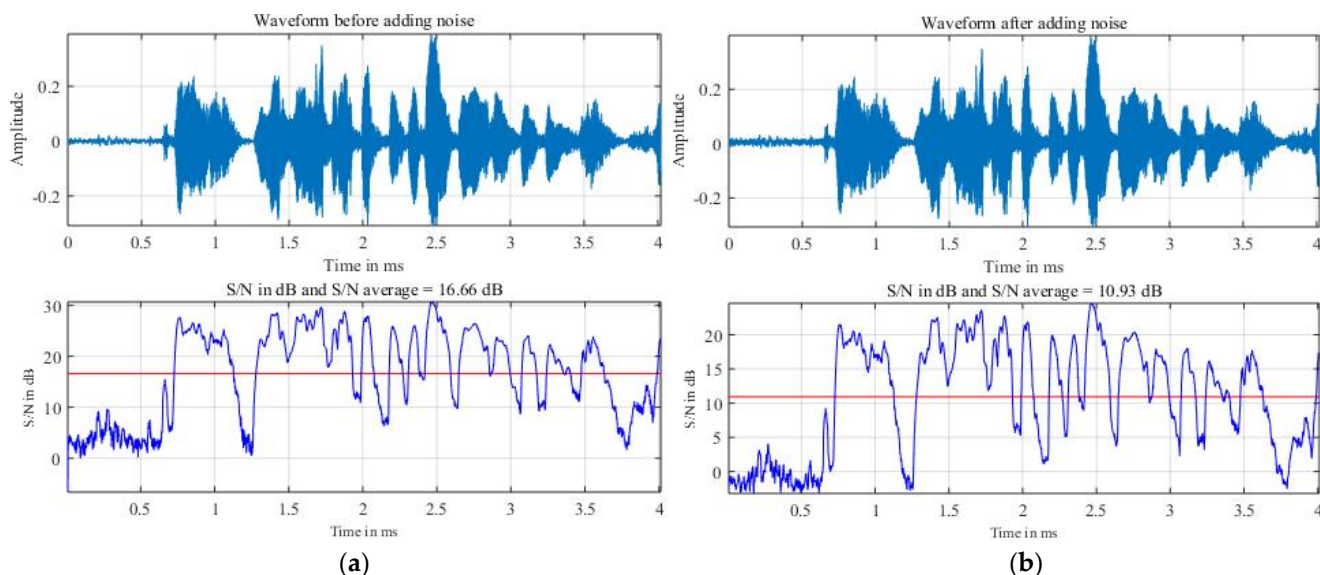 Waveform before adding noise
Amplitude
0.2
0
-0.2
0 0.5 1 1.5 2 2.5 3 3.5 4
Time in ms
S/N in dB and S/N average = 16.66 dB
S/N in dB
30
20
10
0
0.5 1 1.5 2 2.5 3 3.5 4
Time in ms
(a)
Waveform after adding noise
Amplitude
0.2
0
-0.2
0 0.5 1 1.5 2 2.5 3 3.5 4
Time in ms
S/N in dB and S/N average = 10.93 dB
S/N in dB
20
15
10
5
0
0.5 1 1.5 2 2.5 3 3.5 4
Time in ms
(b)